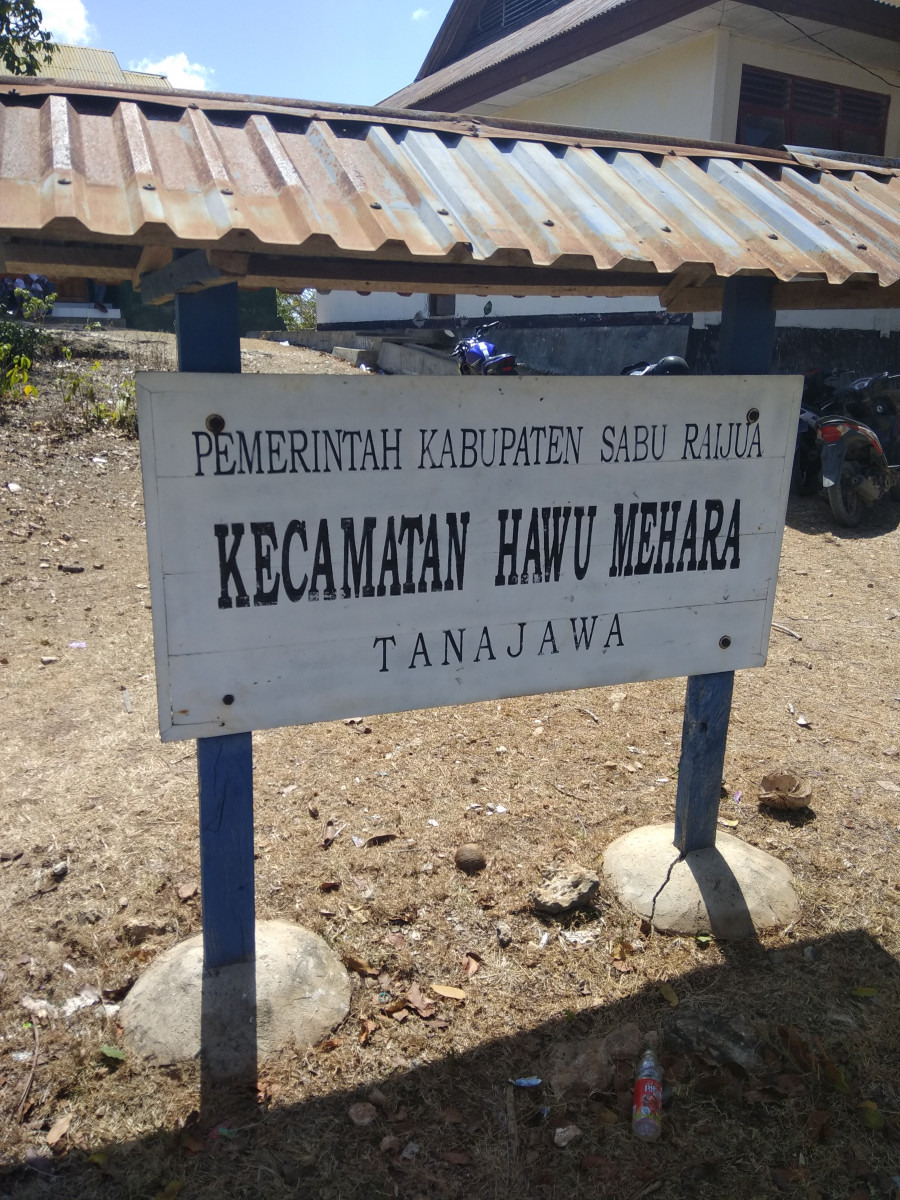 PEMERINTAH KABUPATEN SABU RAIJUA
KECAMATAN HAWU MEHARA
TANAJAWA